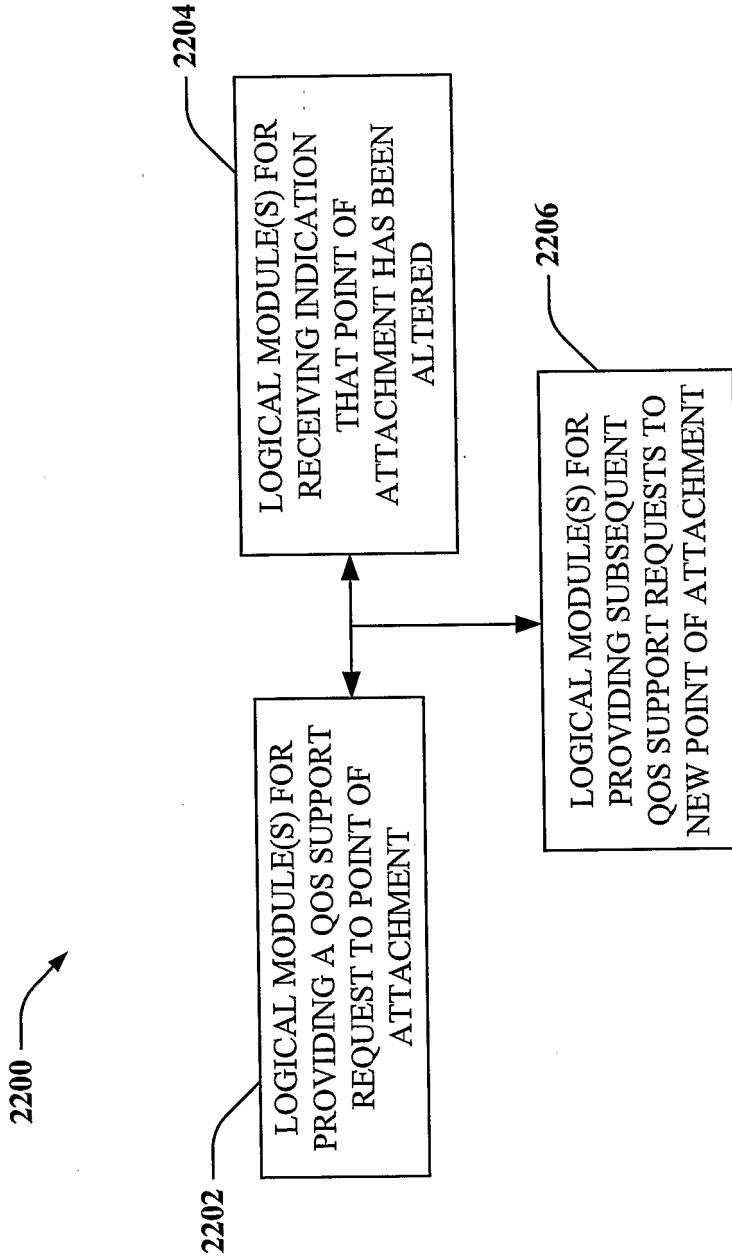 2200
2202
LOGICAL MODULE(S) FOR
PROVIDING A QOS SUPPORT
REQUEST TO POINT OF
ATTACHMENT
2204
LOGICAL MODULE(S) FOR
RECEIVING INDICATION
THAT POINT OF
ATTACHMENT HAS BEEN
ALTERED
2206
LOGICAL MODULE(S) FOR
PROVIDING SUBSEQUENT
QOS SUPPORT REQUESTS TO
NEW POINT OF ATTACHMENT